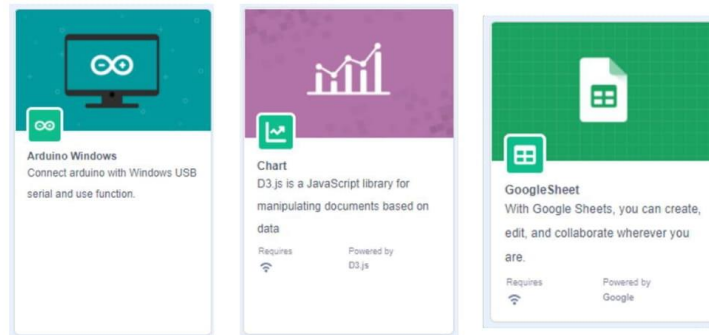 Arduino Windows
Connect arduino with Windows USB
serial and use function.
Chart
D3.js is a JavaScript library for
manipulating documents based on
data
Requires Powered by
D3.js
GoogleSheet
With Google Sheets, you can create,
edit, and collaborate wherever you
are.
Requires Powered by
Google